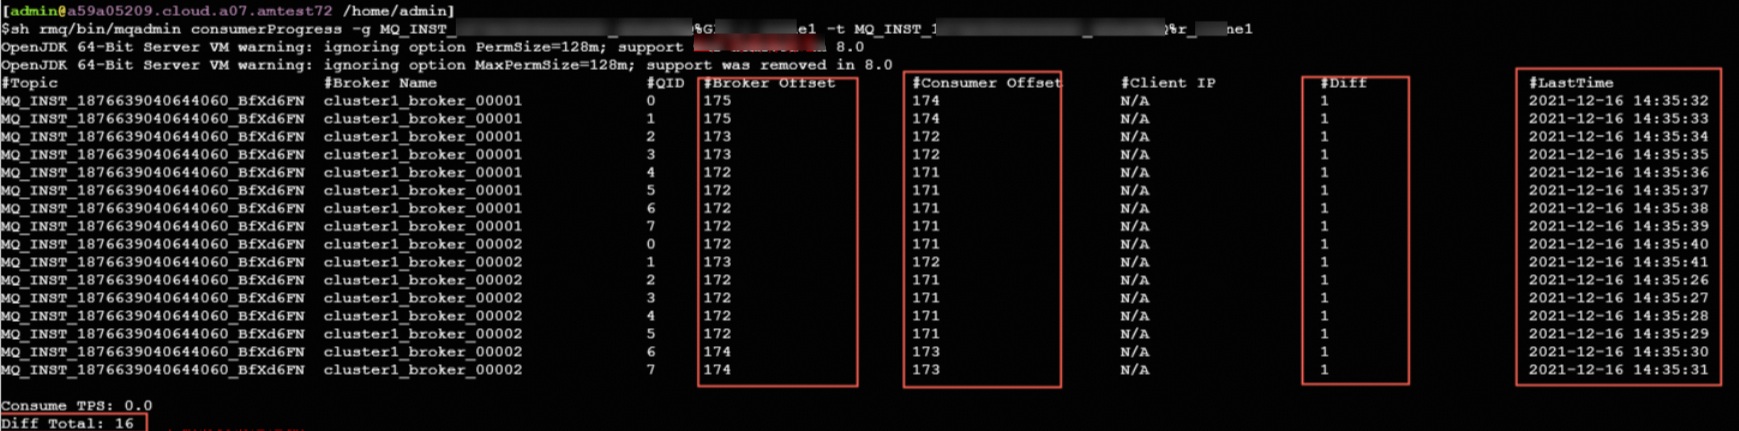 [admin@a59a05209.cloud.a07.amtest72 /home/admin]
$sh rmq/bin/mqadmin consumerProgress -g MQ_INST_ %G e1 -t MQ_INST_1 %r_ ne1
OpenJDK 64-Bit Server VM warning: ignoring option PermSize=128m; support 8.0
OpenJDK 64-Bit Server VM warning: ignoring option MaxPermSize=128m; support was removed in 8.0
#Topic #Broker Name #QID #Broker Offset #Consumer Offset #Client IP #Diff #LastTime
MQ_INST_1876639040644060_BfXd6FN cluster1_broker_00001 0 175 174 N/A 1 2021-12-16 14:35:32
MQ_INST_1876639040644060_BfXd6FN cluster1_broker_00001 1 175 174 N/A 1 2021-12-16 14:35:33
MQ_INST_1876639040644060_BfXd6FN cluster1_broker_00001 2 173 172 N/A 1 2021-12-16 14:35:34
MQ_INST_1876639040644060_BfXd6FN cluster1_broker_00001 3 173 172 N/A 1 2021-12-16 14:35:35
MQ_INST_1876639040644060_BfXd6FN cluster1_broker_00001 4 172 171 N/A 1 2021-12-16 14:35:36
MQ_INST_1876639040644060_BfXd6FN cluster1_broker_00001 5 172 171 N/A 1 2021-12-16 14:35:37
MQ_INST_1876639040644060_BfXd6FN cluster1_broker_00001 6 172 171 N/A 1 2021-12-16 14:35:38
MQ_INST_1876639040644060_BfXd6FN cluster1_broker_00001 7 172 171 N/A 1 2021-12-16 14:35:39
MQ_INST_1876639040644060_BfXd6FN cluster1_broker_00002 0 172 171 N/A 1 2021-12-16 14:35:40
MQ_INST_1876639040644060_BfXd6FN cluster1_broker_00002 1 173 172 N/A 1 2021-12-16 14:35:41
MQ_INST_1876639040644060_BfXd6FN cluster1_broker_00002 2 172 171 N/A 1 2021-12-16 14:35:26
MQ_INST_1876639040644060_BfXd6FN cluster1_broker_00002 3 172 171 N/A 1 2021-12-16 14:35:27
MQ_INST_1876639040644060_BfXd6FN cluster1_broker_00002 4 172 171 N/A 1 2021-12-16 14:35:28
MQ_INST_1876639040644060_BfXd6FN cluster1_broker_00002 5 172 171 N/A 1 2021-12-16 14:35:29
MQ_INST_1876639040644060_BfXd6FN cluster1_broker_00002 6 174 173 N/A 1 2021-12-16 14:35:30
MQ_INST_1876639040644060_BfXd6FN cluster1_broker_00002 7 174 173 N/A 1 2021-12-16 14:35:31
Consume TPS: 0.0
Diff Total: 16